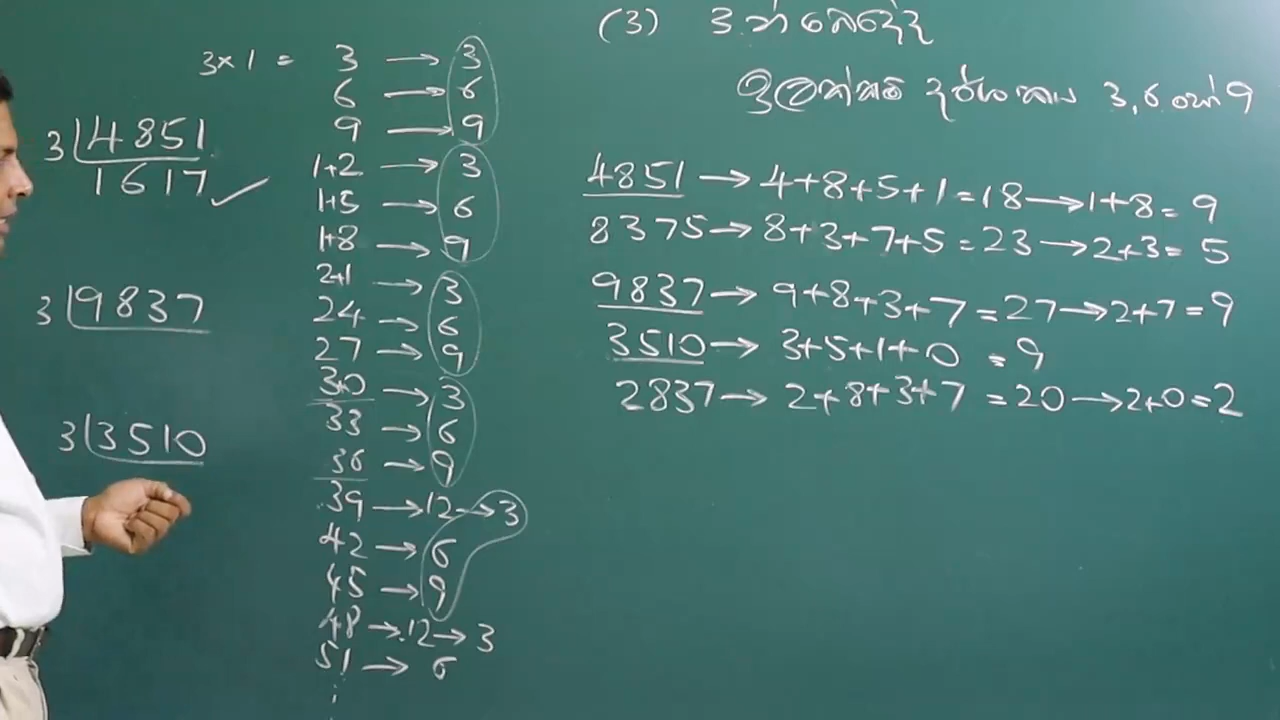 (3) 3 න් බෙදේද
ඉලක්කම් දර්ශකය 3, 6 හෝ 9
3 4851
1617 ✓
3 9837
3 3510
3×1 = 3 → 3
6 → 6
9 → 9
1+2 → 3
1+5 → 6
1+8 → 9
2+1 → 3
24 → 6
27 → 9
3+0 → 3
33 → 6
36 → 9
39 → 12 → 3
42 → 6
45 → 9
48 → 12 → 3
51 → 6
4851 → 4+8+5+1 = 18 → 1+8 = 9
8375 → 8+3+7+5 = 23 → 2+3 = 5
9837 → 9+8+3+7 = 27 → 2+7 = 9
3510 → 3+5+1+0 = 9
2837 → 2+8+3+7 = 20 → 2+0 = 2